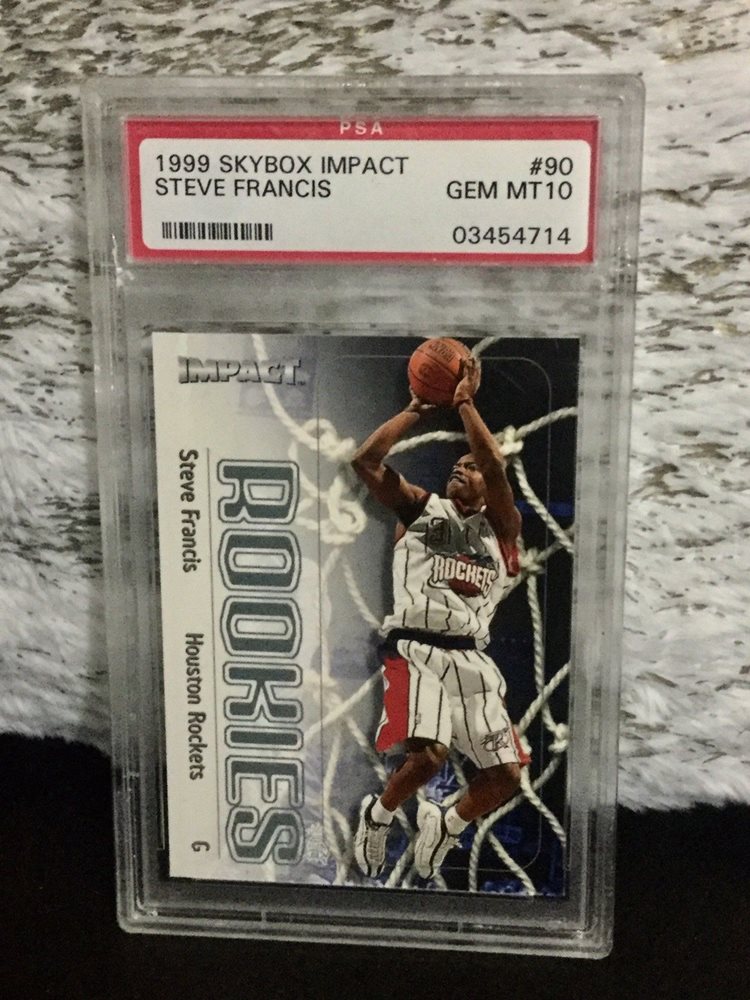 PSA
1999 SKYBOX IMPACT #90
STEVE FRANCIS GEM MT10
03454714
IMPACT
ROOKIES
Steve Francis Houston Rockets G
ROCKETS